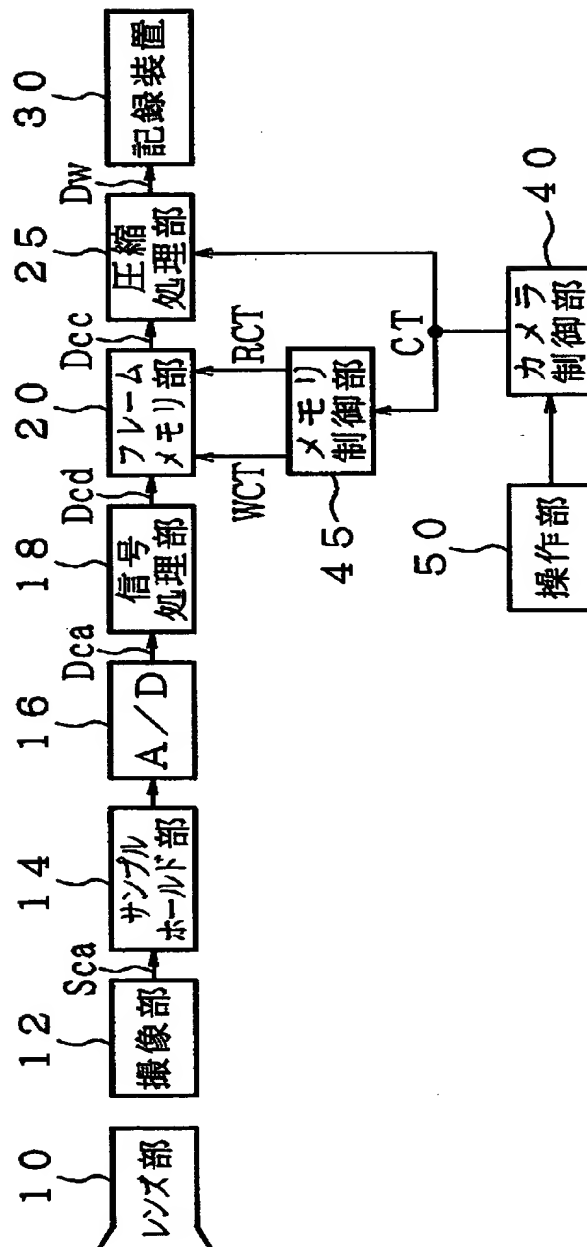 10
レンズ部
12
撮像部
Sca
14
サンプル
ホールド部
16
A/D
Dca
18
信号
処理部
Dcd
20
フレーム
メモリ部
Dcc
25
圧縮
処理部
Dw
30
記録装置
WCT
RCT
メモリ
制御部
45
CT
50
操作部
カメラ
制御部
40